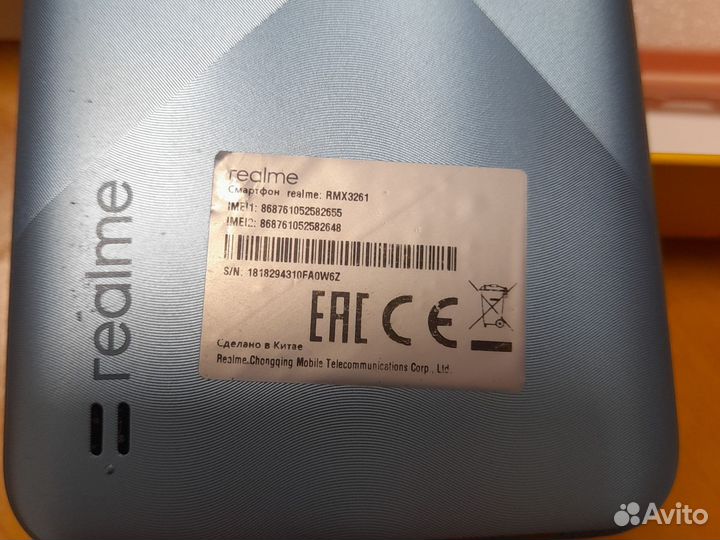 realme
realme
Смартфон realme: RMX3261
IMEI1: 868761052582655
IMEI2: 868761052582648
S/N: 1818294310FA0W6Z
EAC CE
Сделано в Китае
Realme Chongqing Mobile Telecommunications Corp., Ltd.
Avito